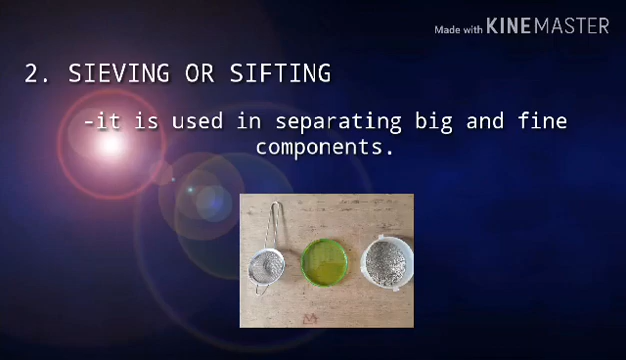 Made with KINEMASTER
2. SIEVING OR SIFTING
-it is used in separating big and fine
components.